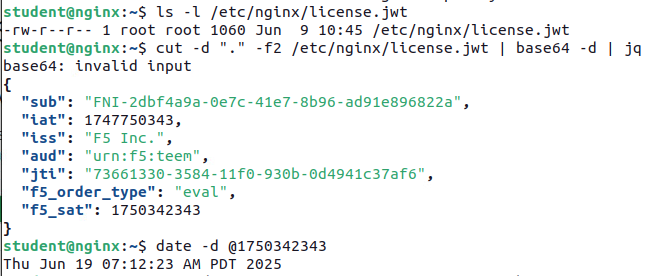 student@nginx:~$ ls -l /etc/nginx/license.jwt
-rw-r--r-- 1 root root 1060 Jun  9 10:45 /etc/nginx/license.jwt
student@nginx:~$ cut -d "." -f2 /etc/nginx/license.jwt | base64 -d | jq
base64: invalid input
{
  "sub": "FNI-2dbf4a9a-0e7c-41e7-8b96-ad91e896822a",
  "iat": 1747750343,
  "iss": "F5 Inc.",
  "aud": "urn:f5:teem",
  "jti": "73661330-3584-11f0-930b-0d4941c37af6",
  "f5_order_type": "eval",
  "f5_sat": 1750342343
}
student@nginx:~$ date -d @1750342343
Thu Jun 19 07:12:23 AM PDT 2025